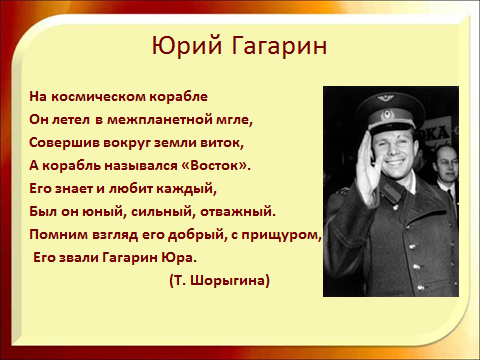 Юрий Гагарин
На космическом корабле
Он летел в межпланетной мгле,
Совершив вокруг земли виток,
А корабль назывался «Восток».
Его знает и любит каждый,
Был он юный, сильный, отважный.
Помним взгляд его добрый, с прищуром,
Его звали Гагарин Юра.
(Т. Шорыгина)